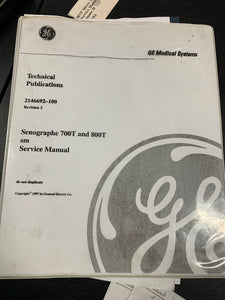 GE Medical Systems
Technical
Publications
2146692-100
Revision 2
Senographe 700T and 800T
sm
Service Manual
do not duplicate
Copyright© 1997 by General Electric Co.
GE